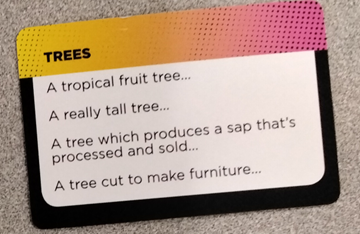 TREES
A tropical fruit tree...
A really tall tree...
A tree which produces a sap that's
processed and sold...
A tree cut to make furniture...